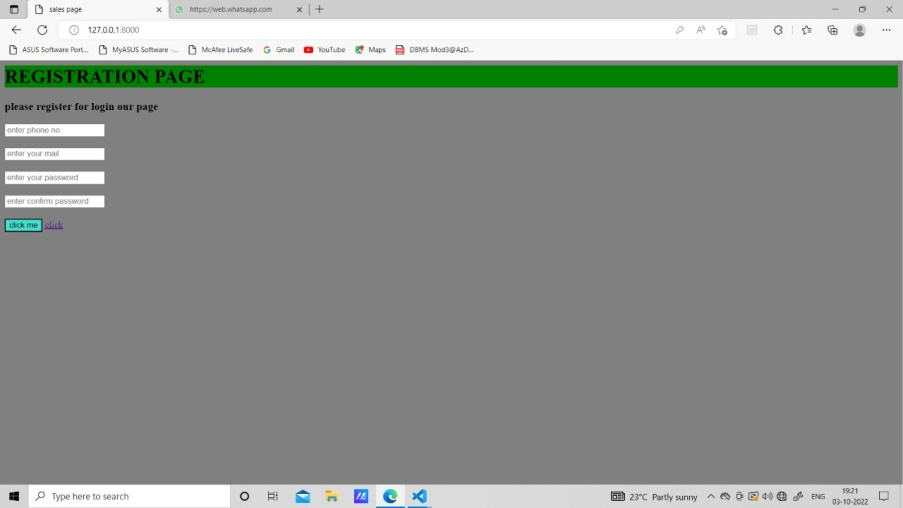 sales page
https://web.whatsapp.com
127.0.0.1:8000
ASUS Software Port...
MyASUS Software -...
McAfee LiveSafe
Gmail
YouTube
Maps
DBMS Mod3@AzD...
REGISTRATION PAGE
please register for login our page
enter phone no
enter your mail
enter your password
enter confirm password
click me click
Type here to search
23°C Partly sunny
ENG
19:21
03-10-2022